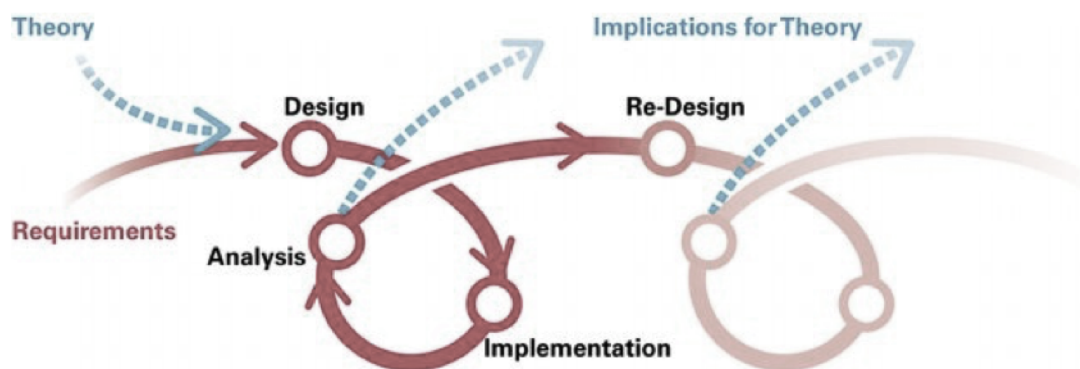 Theory
Implications for Theory
Design
Re-Design
Requirements
Analysis
Implementation